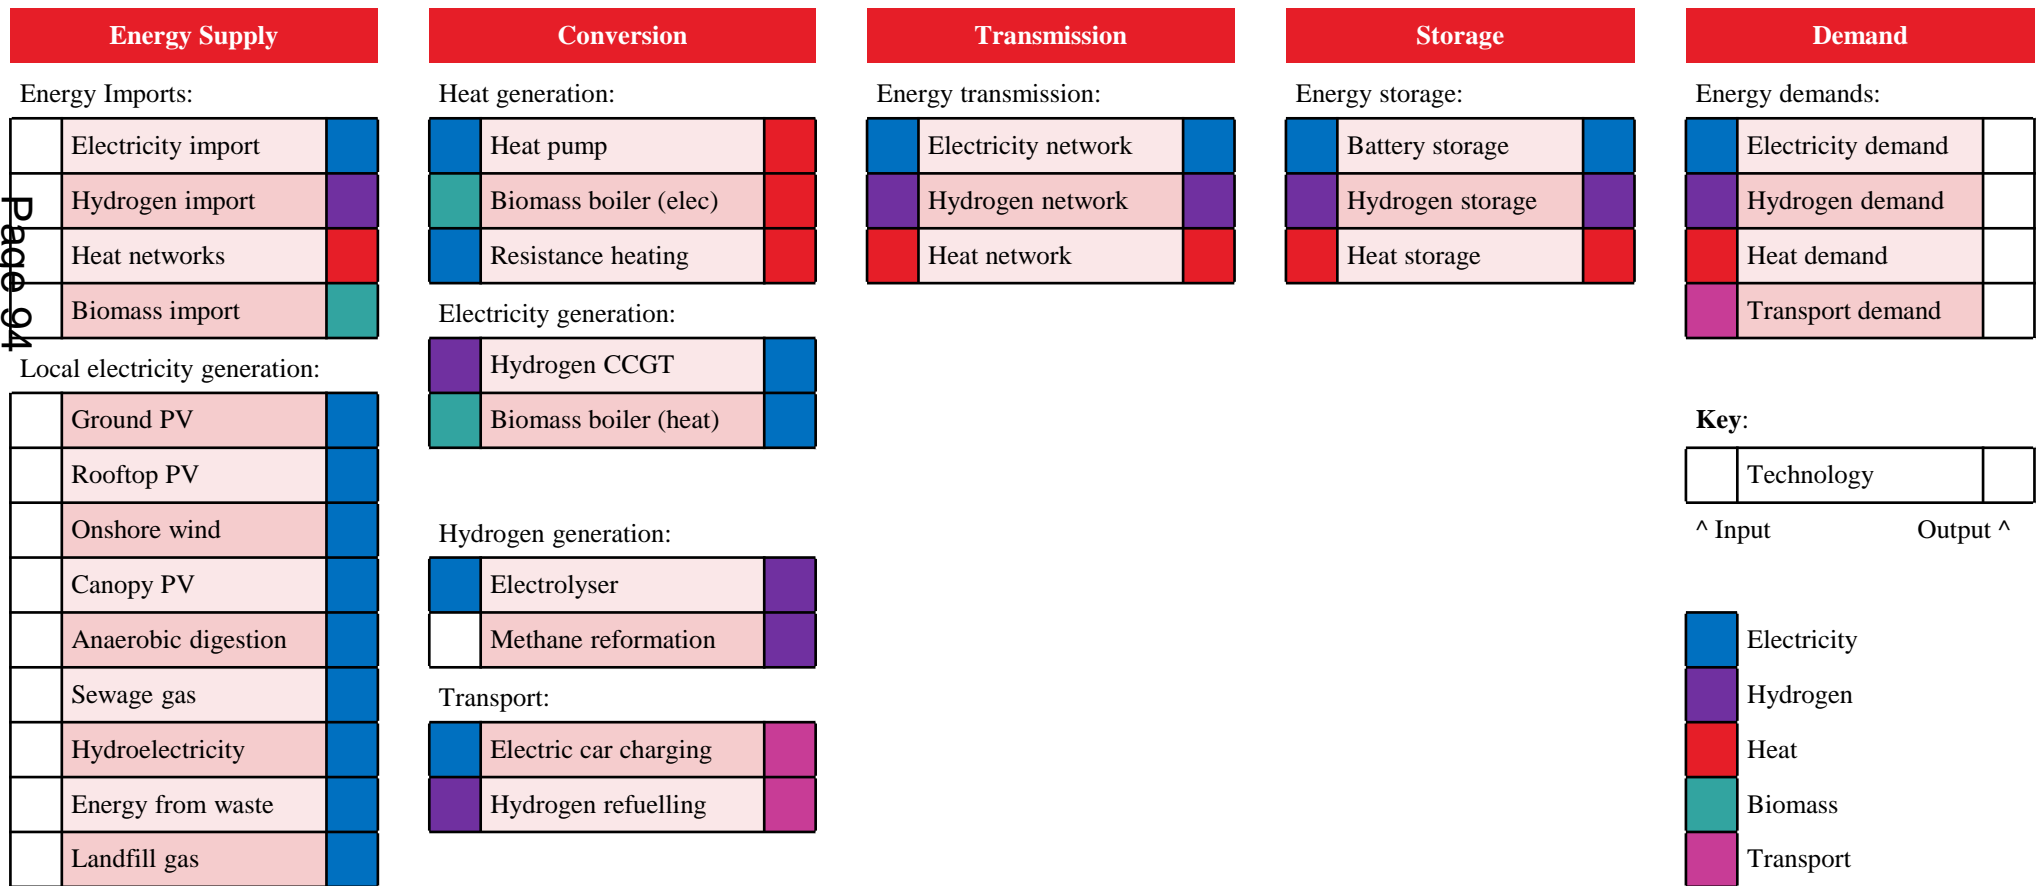 Energy Supply
Energy Imports:
Electricity import
Hydrogen import
Heat networks
Biomass import
Local electricity generation:
Ground PV
Rooftop PV
Onshore wind
Canopy PV
Anaerobic digestion
Sewage gas
Hydroelectricity
Energy from waste
Landfill gas
Page 94
Conversion
Heat generation:
Heat pump
Biomass boiler (elec)
Resistance heating
Electricity generation:
Hydrogen CCGT
Biomass boiler (heat)
Hydrogen generation:
Electrolyser
Methane reformation
Transport:
Electric car charging
Hydrogen refuelling
Transmission
Energy transmission:
Electricity network
Hydrogen network
Heat network
Storage
Energy storage:
Battery storage
Hydrogen storage
Heat storage
Demand
Energy demands:
Electricity demand
Hydrogen demand
Heat demand
Transport demand
Key:
Technology
^ Input Output ^
Electricity
Hydrogen
Heat
Biomass
Transport